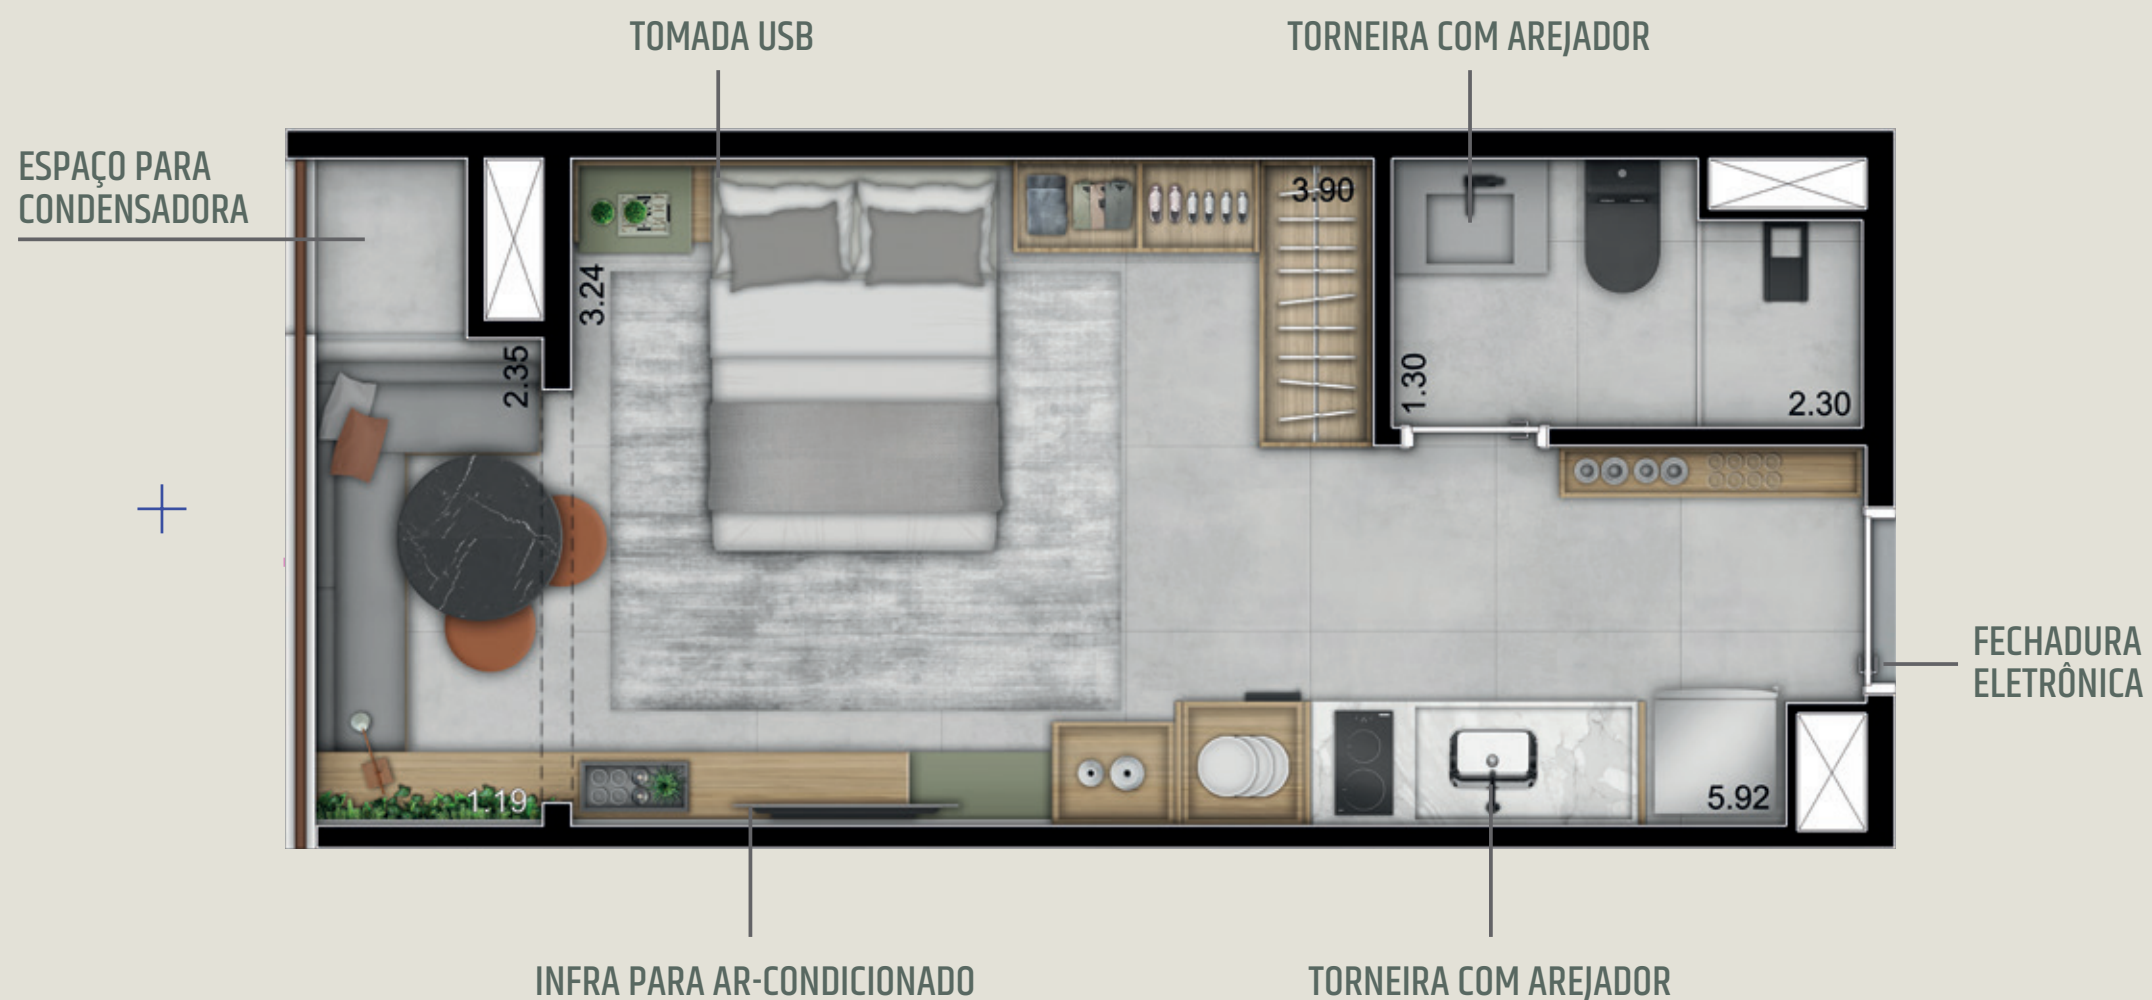 TOMADA USB
TORNEIRA COM AREJADOR
ESPAÇO PARA
CONDENSADORA
3.90
3.24
2.35
1.30
2.30
FECHADURA
ELETRÔNICA
1.19
5.92
INFRA PARA AR-CONDICIONADO
TORNEIRA COM AREJADOR